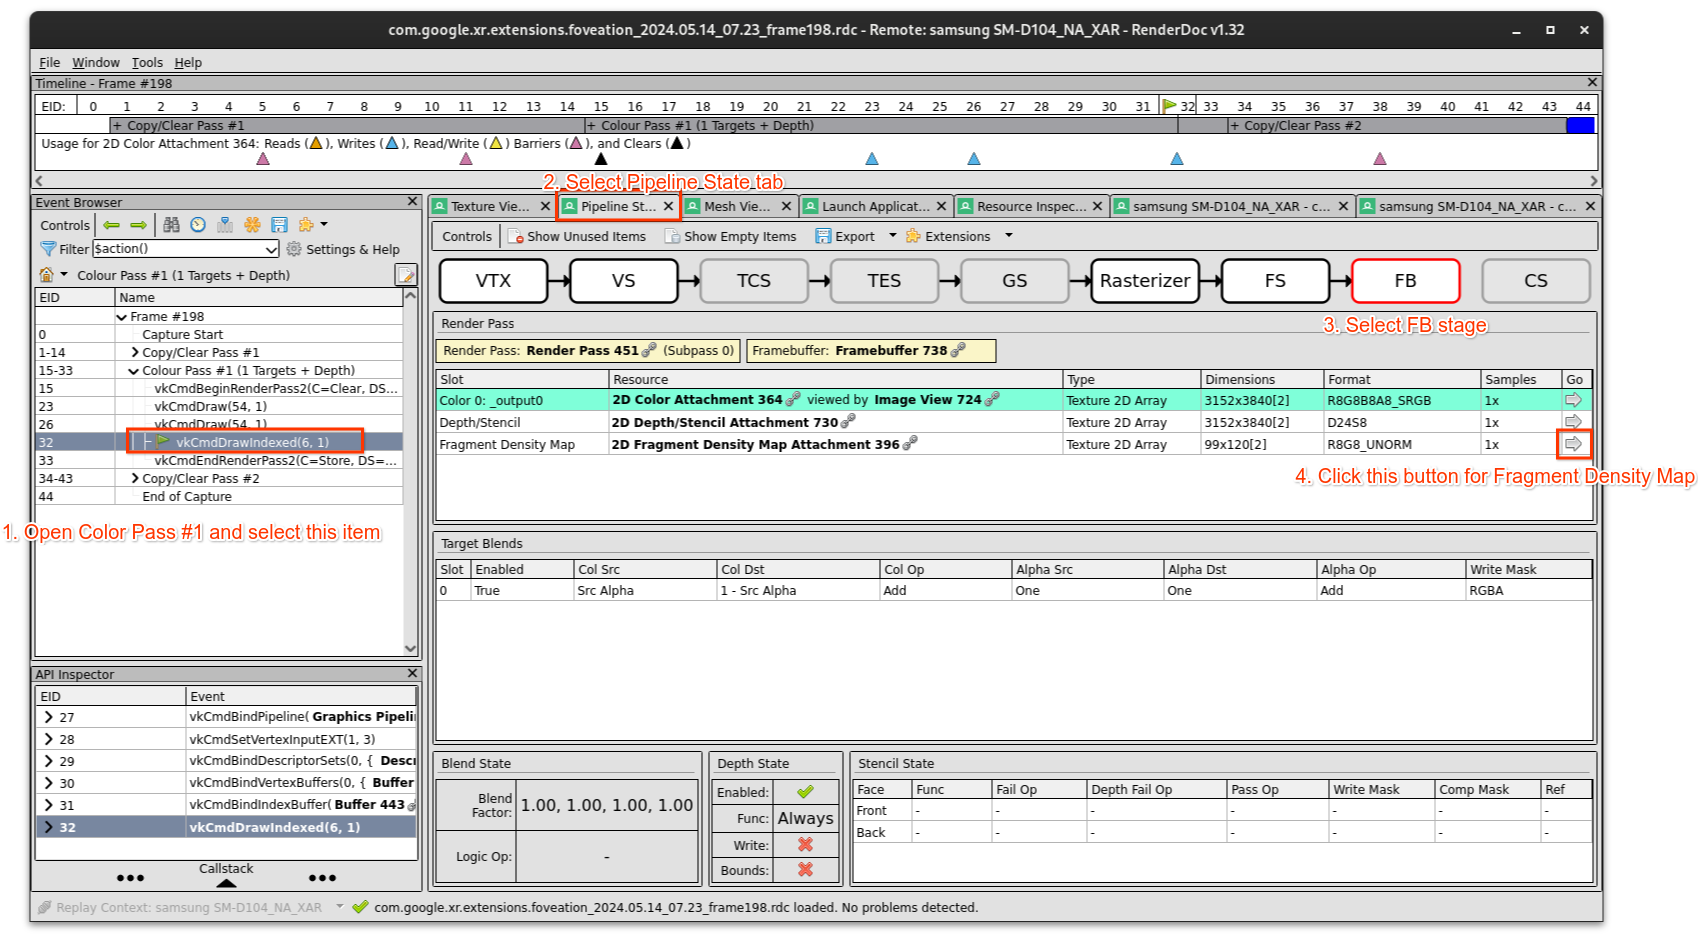 com.google.xr.extensions.foveation_2024.05.14_07.23_frame198.rdc - Remote: samsung SM-D104_NA_XAR - RenderDoc v1.32
File Window Tools Help
Timeline - Frame #198
EID: 0 1 2 3 4 5 6 7 8 9 10 11 12 13 14 15 16 17 18 19 20 21 22 23 24 25 26 27 28 29 30 31 32 33 34 35 36 37 38 39 40 41 42 43 44
+ Copy/Clear Pass #1 + Colour Pass #1 (1 Targets + Depth) + Copy/Clear Pass #2
Usage for 2D Color Attachment 364: Reads ( ), Writes ( ), Read/Write ( ) Barriers ( ), and Clears ( )
2. Select Pipeline State tab
Event Browser
Controls
Filter $action() Settings & Help
Colour Pass #1 (1 Targets + Depth)
EID Name
Frame #198
0 Capture Start
1-14 Copy/Clear Pass #1
15-33 Colour Pass #1 (1 Targets + Depth)
15 vkCmdBeginRenderPass2(C=Clear, DS...
23 vkCmdDraw(54, 1)
26 vkCmdDraw(54, 1)
32 vkCmdDrawIndexed(6, 1)
33 vkCmdEndRenderPass2(C=Store, DS=...
34-43 Copy/Clear Pass #2
44 End of Capture
1. Open Color Pass #1 and select this item
API Inspector
EID Event
27 vkCmdBindPipeline( Graphics Pipeli
28 vkCmdSetVertexInputEXT(1, 3)
29 vkCmdBindDescriptorSets(0, { Descr
30 vkCmdBindVertexBuffers(0, { Buffer
31 vkCmdBindIndexBuffer( Buffer 443
32 vkCmdDrawIndexed(6, 1)
Callstack
Texture Vie... Pipeline St... Mesh Vie... Launch Applicat... Resource Inspec... samsung SM-D104_NA_XAR - c... samsung SM-D104_NA_XAR - c...
Controls Show Unused Items Show Empty Items Export Extensions
VTX VS TCS TES GS Rasterizer FS FB CS
3. Select FB stage
Render Pass
Render Pass: Render Pass 451 (Subpass 0) Framebuffer: Framebuffer 738
Slot Resource Type Dimensions Format Samples Go
Color 0: _output0 2D Color Attachment 364 viewed by Image View 724 Texture 2D Array 3152x3840[2] R8G8B8A8_SRGB 1x
Depth/Stencil 2D Depth/Stencil Attachment 730 Texture 2D Array 3152x3840[2] D24S8 1x
Fragment Density Map 2D Fragment Density Map Attachment 396 Texture 2D Array 99x120[2] R8G8_UNORM 1x
4. Click this button for Fragment Density Map
Target Blends
Slot Enabled Col Src Col Dst Col Op Alpha Src Alpha Dst Alpha Op Write Mask
0 True Src Alpha 1 - Src Alpha Add One One Add RGBA
Blend State
Blend Factor: 1.00, 1.00, 1.00, 1.00
Logic Op: -
Depth State
Enabled:
Func: Always
Write:
Bounds:
Stencil State
Face Func Fail Op Depth Fail Op Pass Op Write Mask Comp Mask Ref
Front - - - - - - -
Back - - - - - - -
Replay Context: samsung SM-D104_NA_XAR com.google.xr.extensions.foveation_2024.05.14_07.23_frame198.rdc loaded. No problems detected.